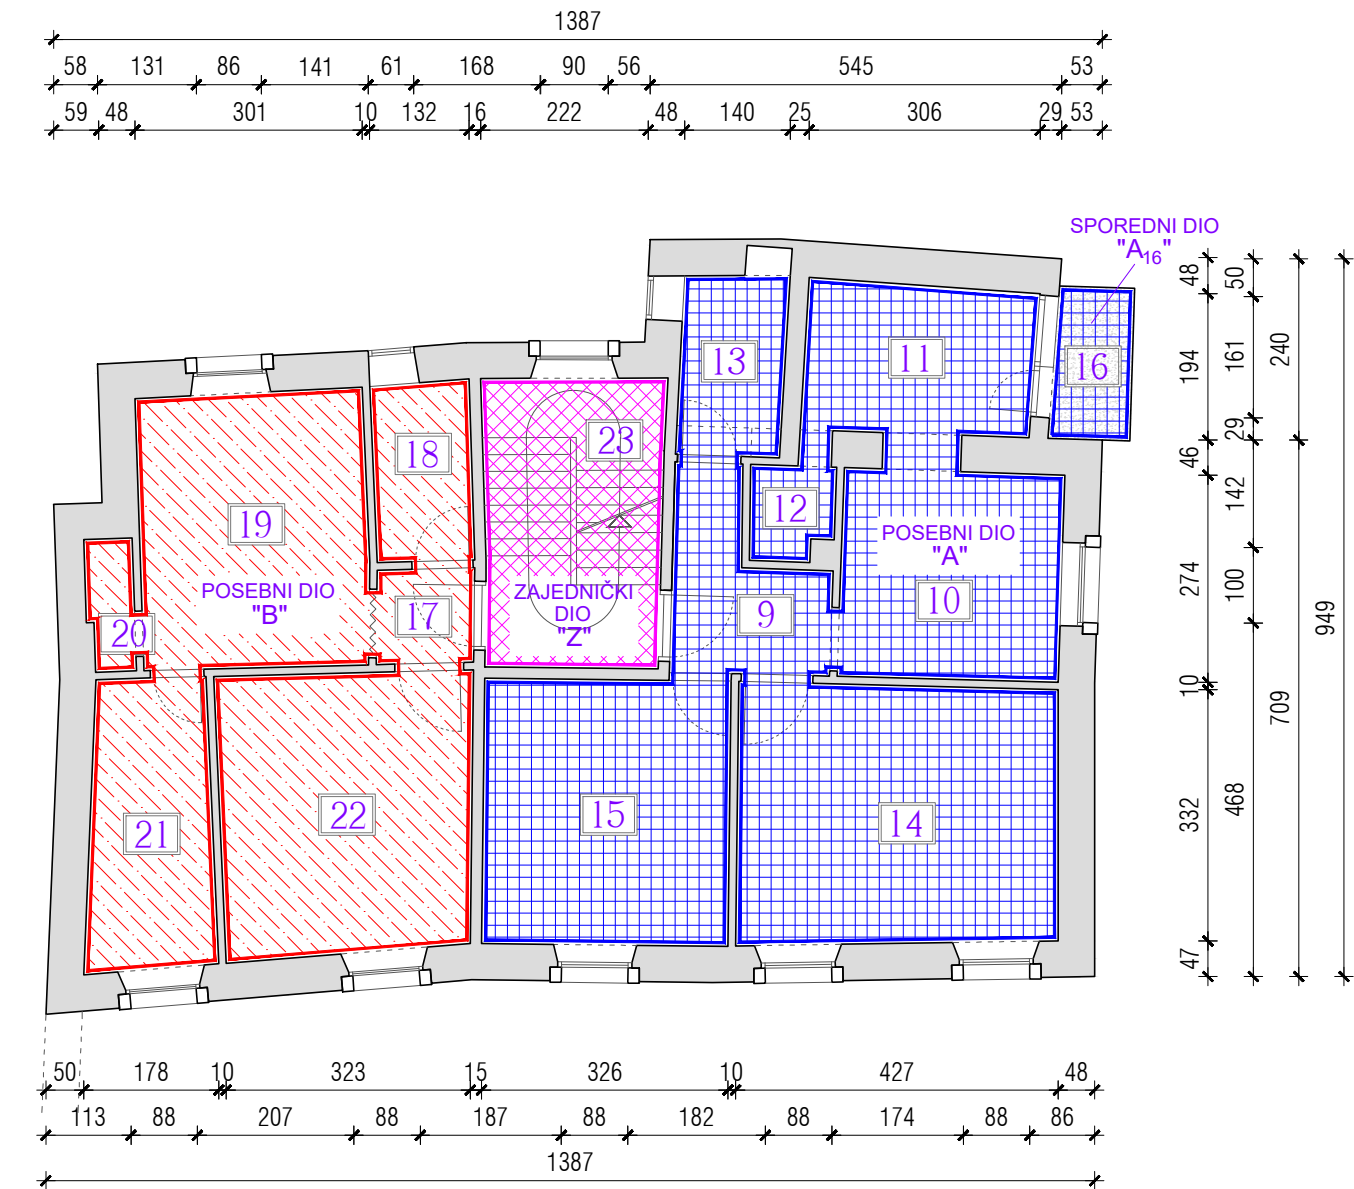 1387
58 131 86 141 61 168 90 56 545 53
59 48 301 10 132 16 222 48 140 25 306 29 53
SPOREDNI DIO
"A16"
48 50
13 11 16
194 161 240
18 23
29
46
19 12 142
POSEBNI DIO
"A"
POSEBNI DIO
"B"
ZAJEDNIČKI
DIO
"Z"
274 100
17 9 10
20
949
10 709
22 15 14
21
332 468
47
50 178 10 323 15 326 10 427 48
113 88 207 88 187 88 182 88 174 88 86
1387